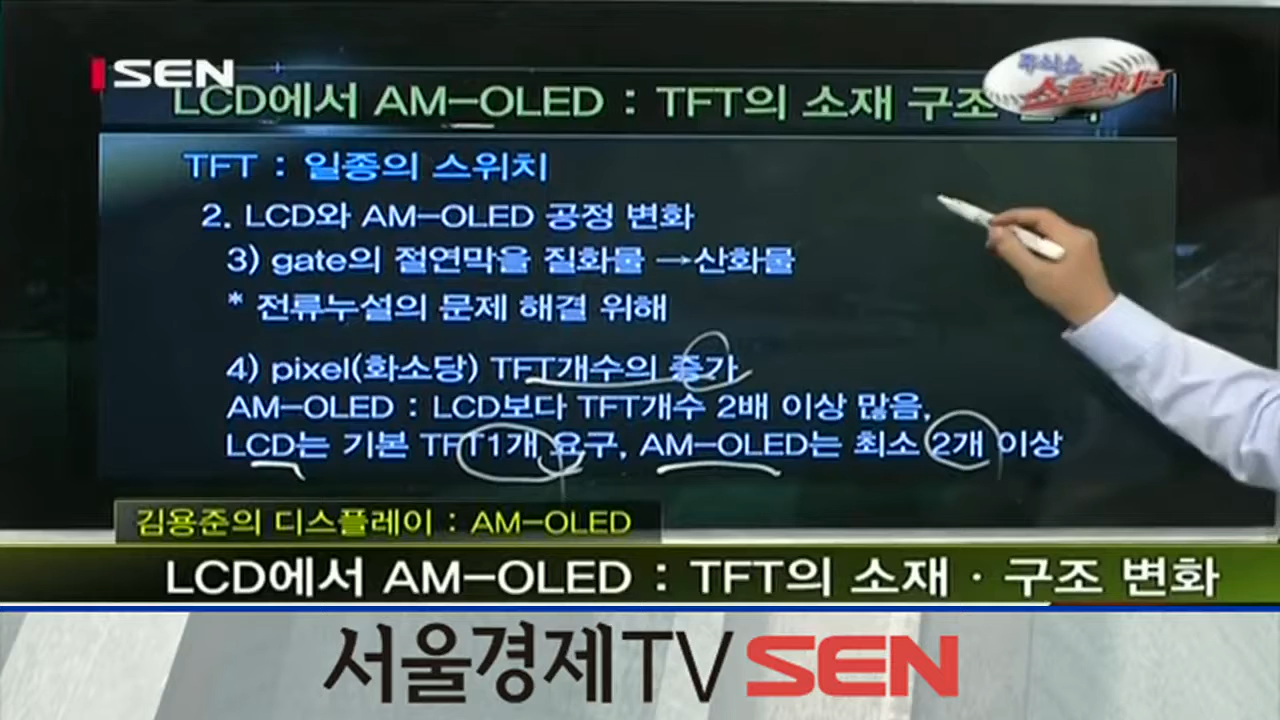 SEN
주식쇼
스트라이크
LCD에서 AM-OLED : TFT의 소재 구조
TFT : 일종의 스위치
2. LCD와 AM-OLED 공정 변화
3) gate의 절연막을 질화물 →산화물
* 전류누설의 문제 해결 위해
4) pixel(화소당) TFT개수의 증가
AM-OLED : LCD보다 TFT개수 2배 이상 많음,
LCD는 기본 TFT1개 요구, AM-OLED는 최소 2개 이상
김용준의 디스플레이 : AM-OLED
LCD에서 AM-OLED : TFT의 소재 · 구조 변화
서울경제TV SEN